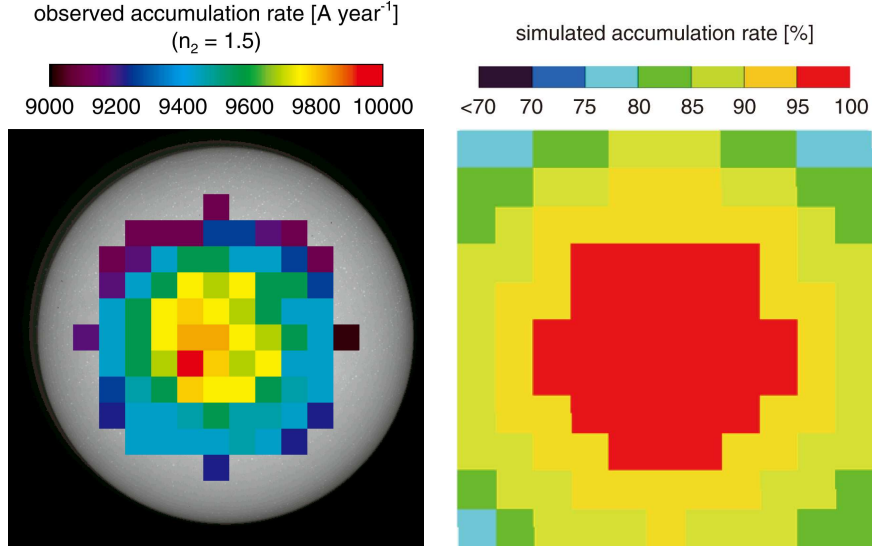 observed accumulation rate [A year-1]
(n2 = 1.5)
9000 9200 9400 9600 9800 10000
simulated accumulation rate [%]
<70 70 75 80 85 90 95 100